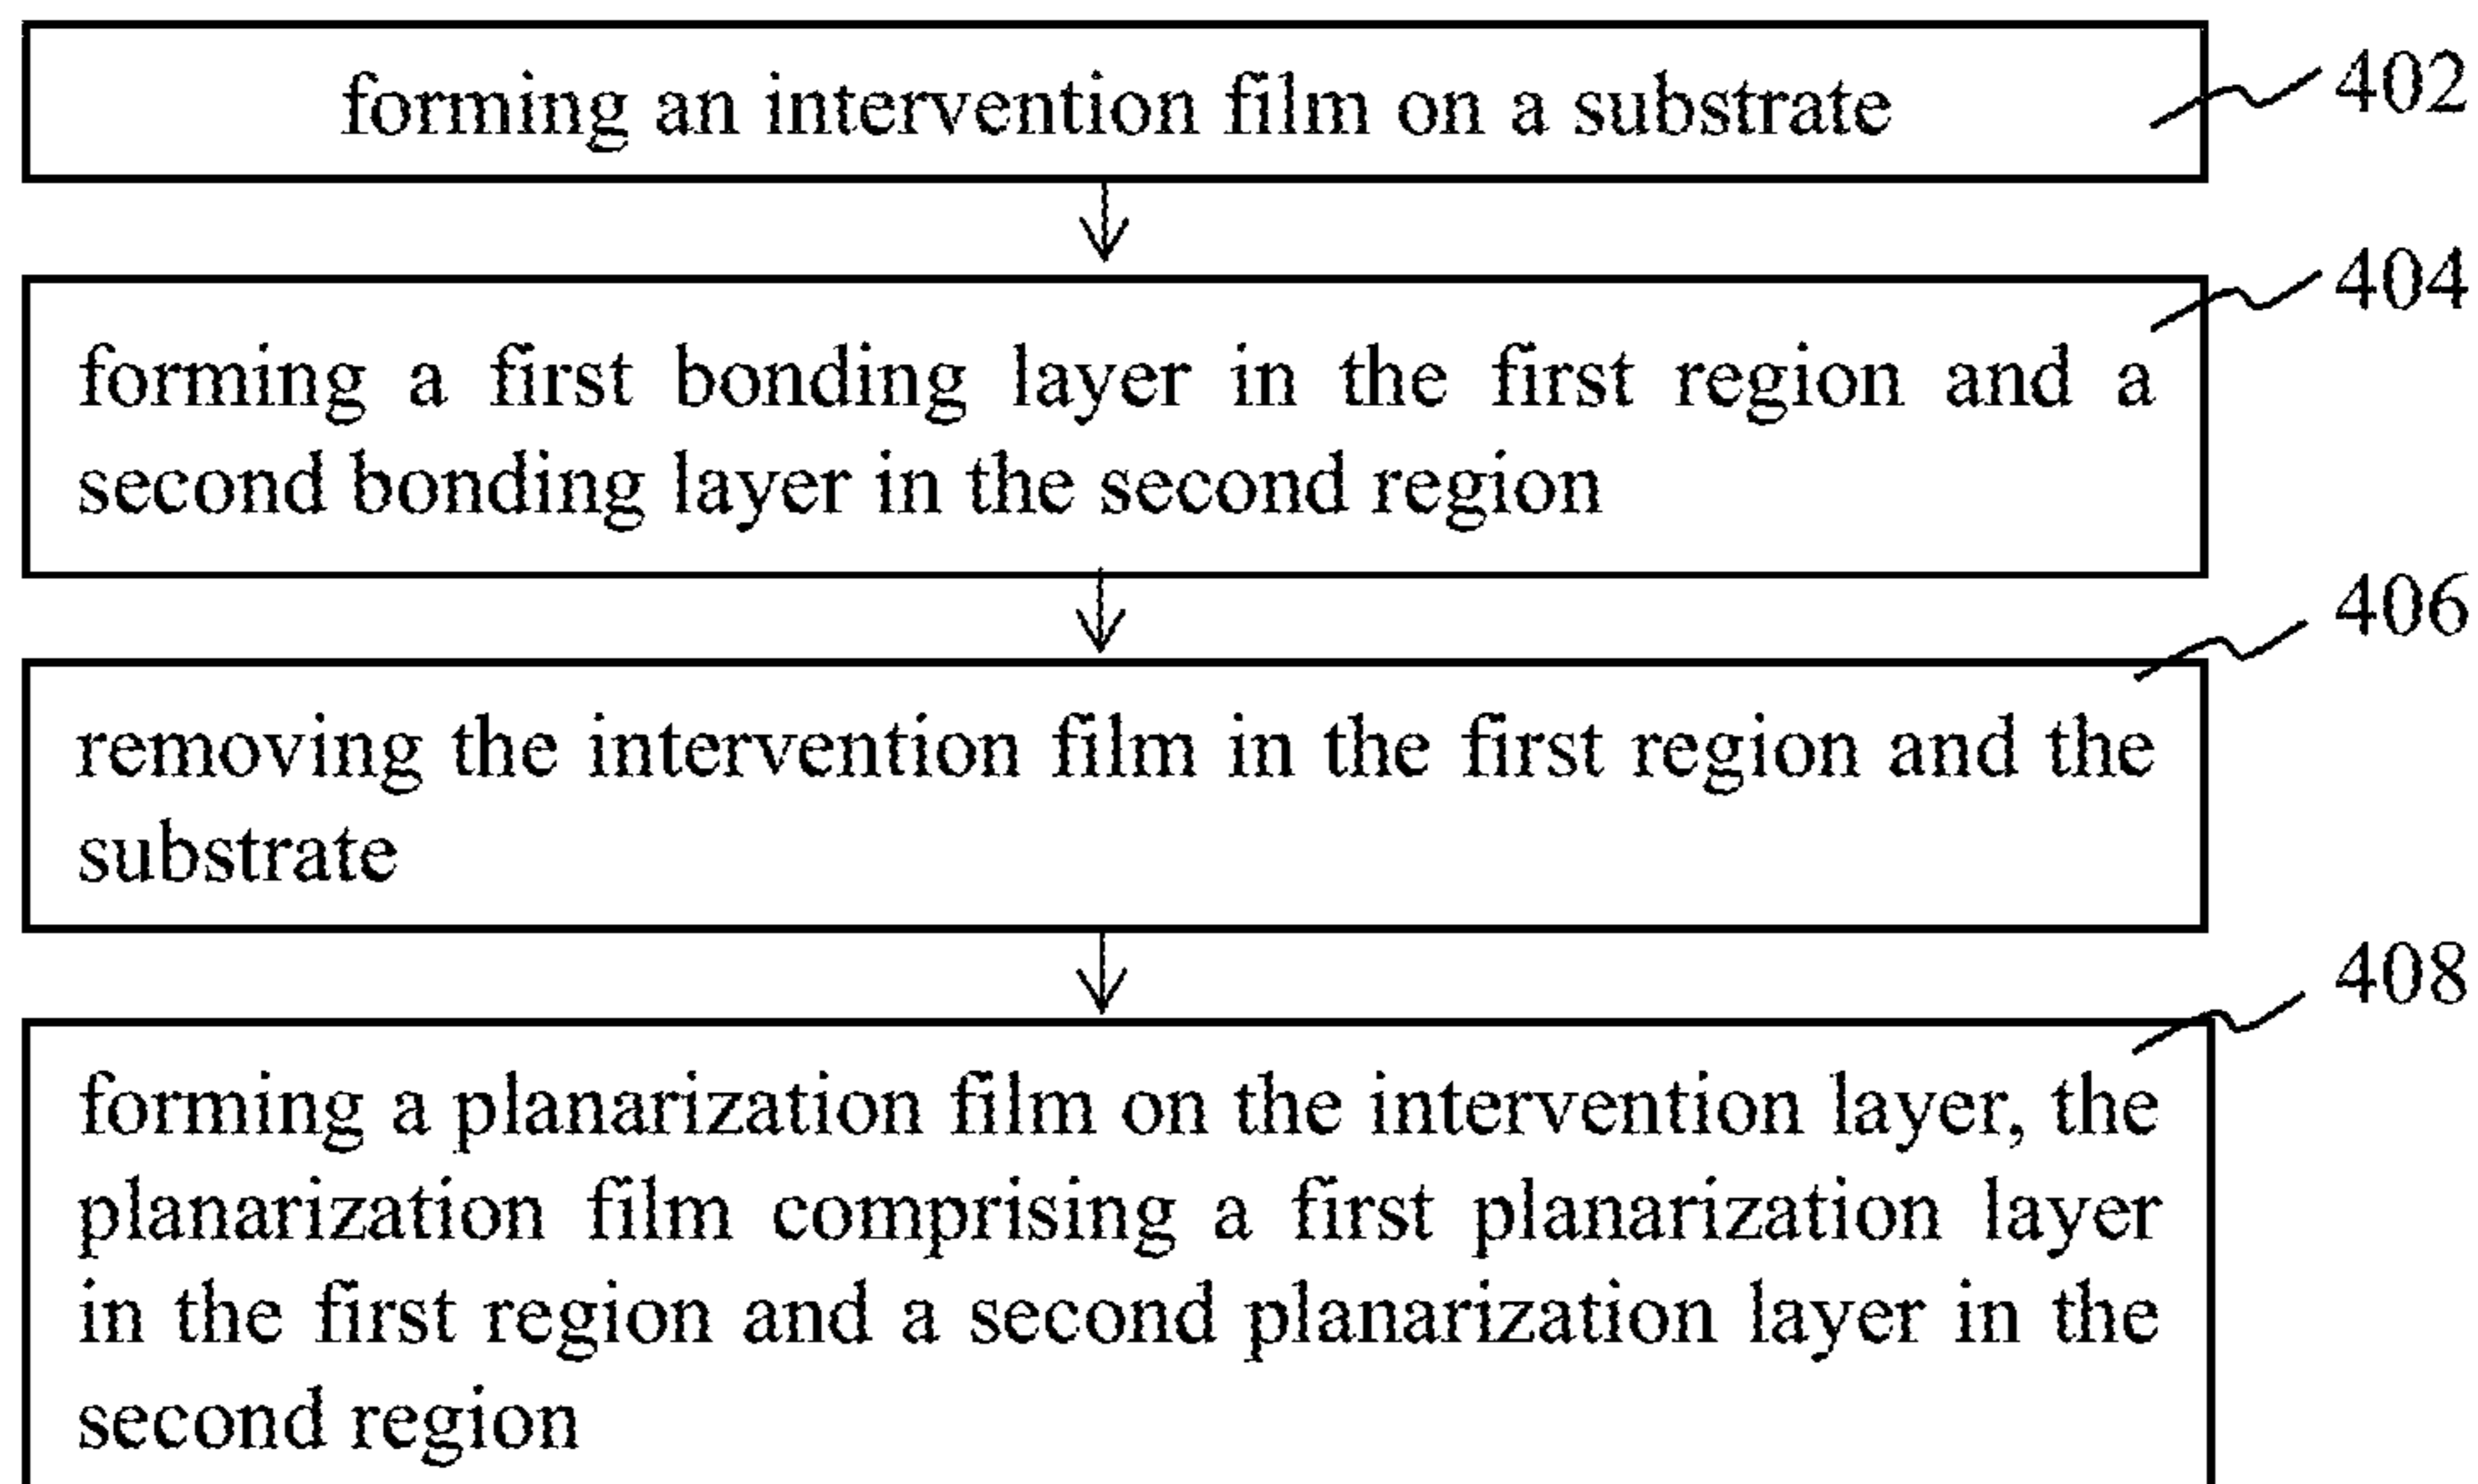 forming an intervention film on a substrate
402
404
forming a first bonding layer in the first region and a
second bonding layer in the second region
406
removing the intervention film in the first region and the
substrate
408
forming a planarization film on the intervention layer, the
planarization film comprising a first planarization layer
in the first region and a second planarization layer in the
second region